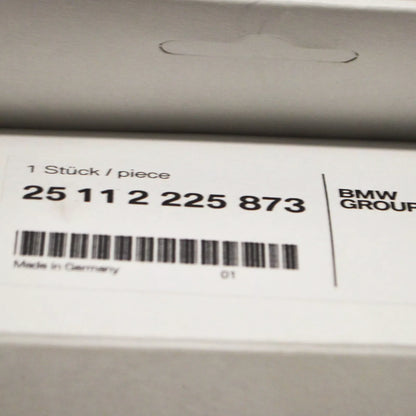 1 Stück / piece
25 11 2 225 873
Made in Germany
01
BMW
GROUP